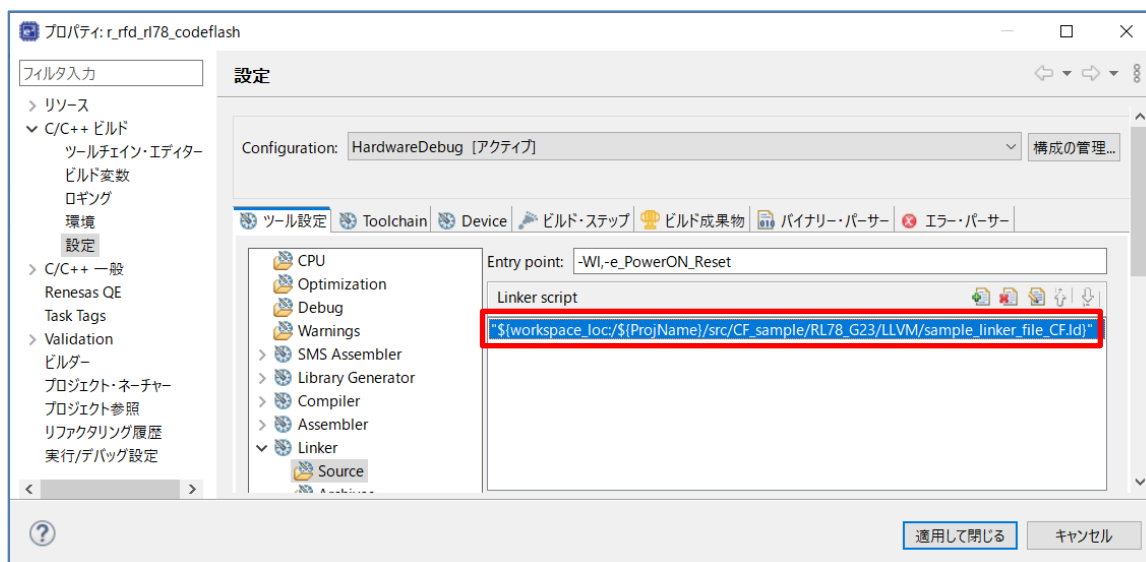 プロパティ: r_rfd_rl78_codeflash
フィルタ入力
設定
リソース
C/C++ ビルド
ツールチェイン・エディター
ビルド変数
ロギング
環境
設定
C/C++ 一般
Renesas QE
Task Tags
Validation
ビルダー
プロジェクト・ネーチャー
プロジェクト参照
リファクタリング履歴
実行/デバッグ設定
Configuration: HardwareDebug [アクティブ]
構成の管理...
ツール設定 Toolchain Device ビルド・ステップ ビルド成果物 バイナリー・パーサー エラー・パーサー
CPU
Optimization
Debug
Warnings
SMS Assembler
Library Generator
Compiler
Assembler
Linker
Source
Archives
Entry point: -Wl,-e_PowerON_Reset
Linker script
"${workspace_loc:/${ProjName}/src/CF_sample/RL78_G23/LLVM/sample_linker_file_CF.ld}"
適用して閉じる
キャンセル